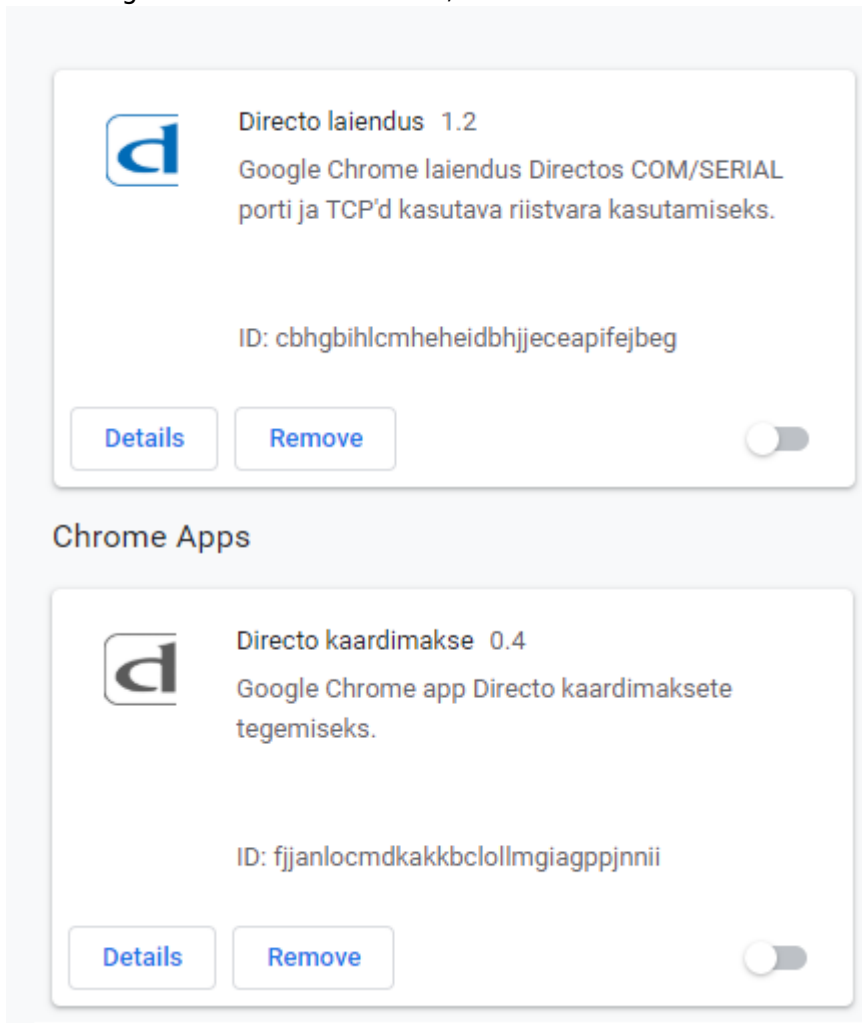 Directo laiendus 1.2
Google Chrome laiendus Directos COM/SERIAL
porti ja TCP'd kasutava riistvara kasutamiseks.
ID: cbhgbihlcmheheidbhjjeceapifejbeg
Details Remove
Chrome Apps
Directo kaardimakse 0.4
Google Chrome app Directo kaardimaksete
tegemiseks.
ID: fjjanlocmdkakkbclollmgiagppjnnii
Details Remove